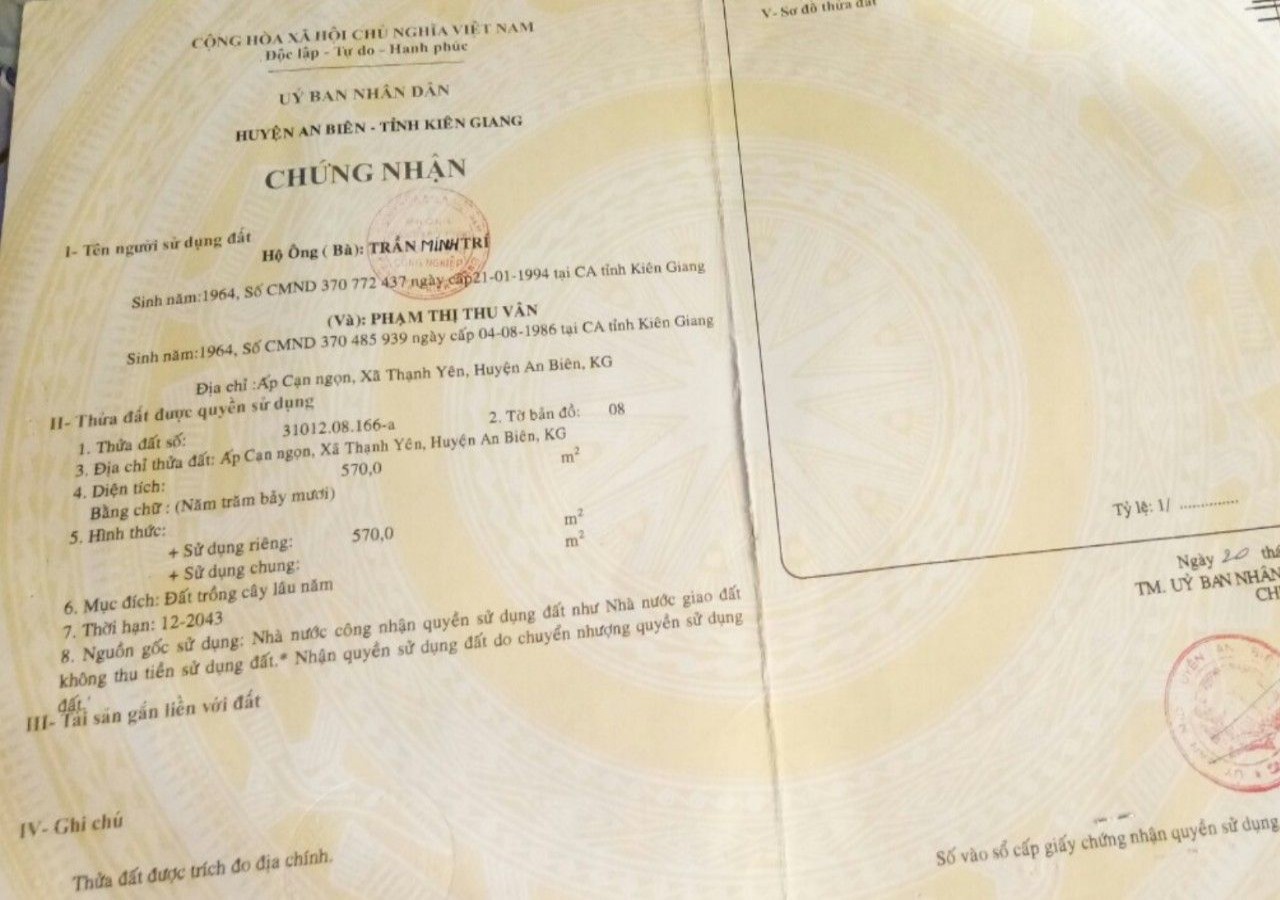 CỘNG HÒA XÃ HỘI CHỦ NGHĨA VIỆT NAM
Độc lập - Tự do - Hạnh phúc
UỶ BAN NHÂN DÂN
HUYỆN AN BIÊN - TỈNH KIÊN GIANG
CHỨNG NHẬN
I- Tên người sử dụng đất
Hộ Ông ( Bà): TRẦN MINH TRÍ
Sinh năm:1964, Số CMND 370 772 437 ngày cấp21-01-1994 tại CA tỉnh Kiên Giang
(Và): PHẠM THỊ THU VÂN
Sinh năm:1964, Số CMND 370 485 939 ngày cấp 04-08-1986 tại CA tỉnh Kiên Giang
Địa chỉ :Ấp Cạn ngọn, Xã Thạnh Yên, Huyện An Biên, KG
II- Thửa đất được quyền sử dụng
1. Thửa đất số: 31012.08.166-a 2. Tờ bản đồ: 08
3. Địa chỉ thửa đất: Ấp Cạn ngọn, Xã Thạnh Yên, Huyện An Biên, KG
4. Diện tích: 570,0 m²
Bằng chữ : (Năm trăm bảy mươi)
5. Hình thức:
+ Sử dụng riêng: 570,0 m²
+ Sử dụng chung: m²
6. Mục đích: Đất trồng cây lâu năm
7. Thời hạn: 12-2043
8. Nguồn gốc sử dụng: Nhà nước công nhận quyền sử dụng đất như Nhà nước giao đất
không thu tiền sử dụng đất.* Nhận quyền sử dụng đất do chuyển nhượng quyền sử dụng
đất.
III- Tài sản gắn liền với đất
IV- Ghi chú
Thửa đất được trích đo địa chính.
V- Sơ đồ thửa đất
Tỷ lệ: 1/ ..............
Ngày 20 thá
TM. UỶ BAN NHÂN
CH
Số vào sổ cấp giấy chứng nhận quyền sử dụng